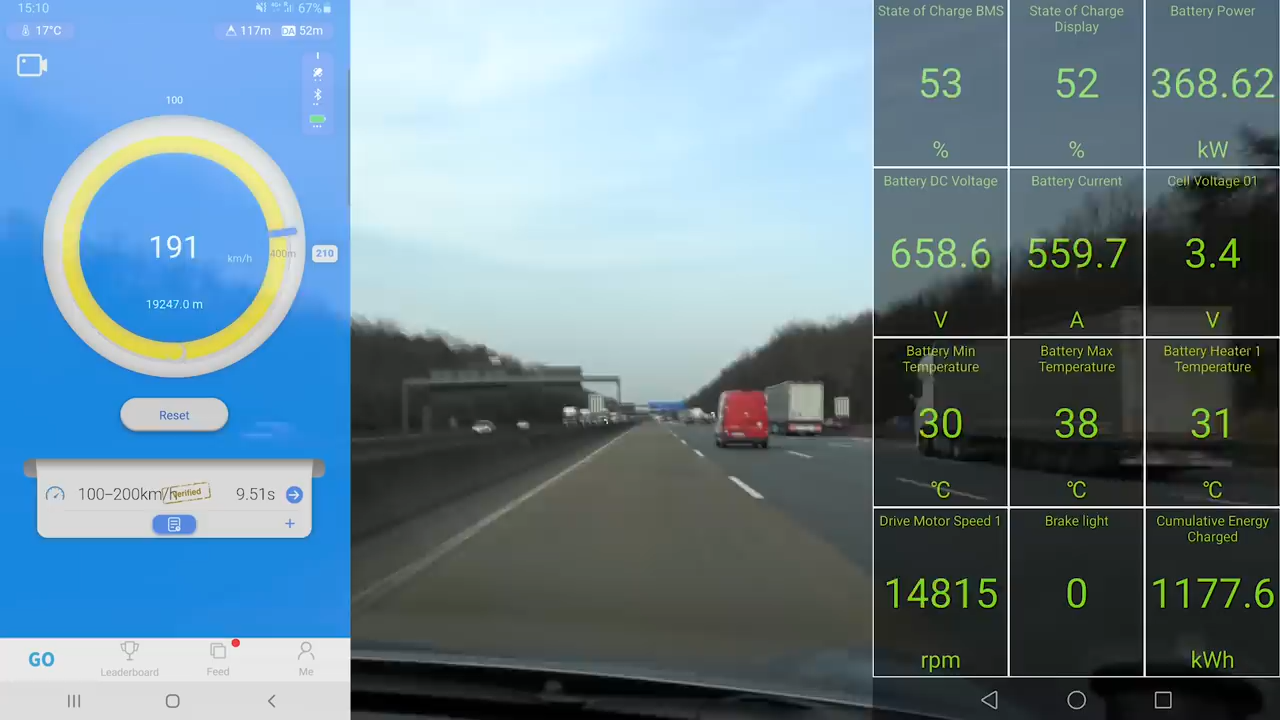 15:10
67%
17°C
117m
DA 52m
100
191
km/h
400m
210
19247.0 m
Reset
100–200km/h
Verified
9.51s
GO
Leaderboard
Feed
Me
State of Charge BMS
53
%
State of Charge
Display
52
%
Battery Power
368.62
kW
Battery DC Voltage
658.6
V
Battery Current
559.7
A
Cell Voltage 01
3.4
V
Battery Min
Temperature
30
°C
Battery Max
Temperature
38
°C
Battery Heater 1
Temperature
31
°C
Drive Motor Speed 1
14815
rpm
Brake light
0
Cumulative Energy
Charged
1177.6
kWh